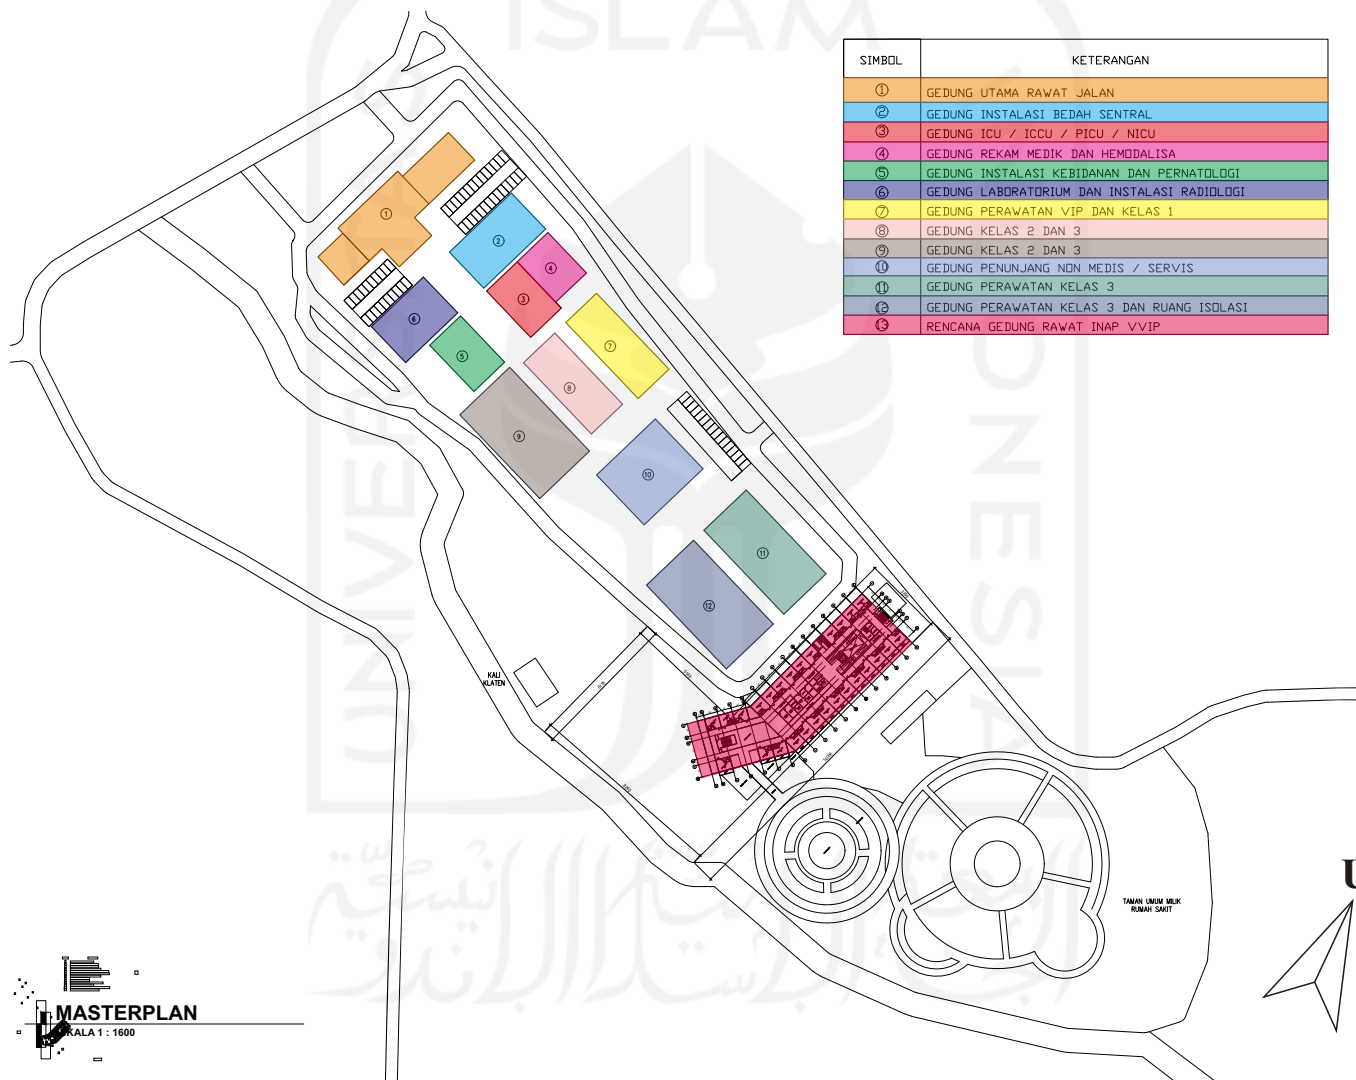 ISLAM
UNIVERSITAS
INDONESIA
SIMBOL KETERANGAN
1 GEDUNG UTAMA RAWAT JALAN
2 GEDUNG INSTALASI BEDAH SENTRAL
3 GEDUNG ICU / ICCU / PICU / NICU
4 GEDUNG REKAM MEDIK DAN HEMODALISA
5 GEDUNG INSTALASI KEBIDANAN DAN PERNATOLOGI
6 GEDUNG LABORATORIUM DAN INSTALASI RADIOLOGI
7 GEDUNG PERAWATAN VIP DAN KELAS 1
8 GEDUNG KELAS 2 DAN 3
9 GEDUNG KELAS 2 DAN 3
10 GEDUNG PENUNJANG NON MEDIS / SERVIS
11 GEDUNG PERAWATAN KELAS 3
12 GEDUNG PERAWATAN KELAS 3 DAN RUANG ISOLASI
13 RENCANA GEDUNG RAWAT INAP VVIP
1
2
4
3
6
5
7
8
9
10
11
12
KALI
KLATEN
TAMAN UMUM MILIK
RUMAH SAKIT
U
MASTERPLAN
KALA 1 : 1600